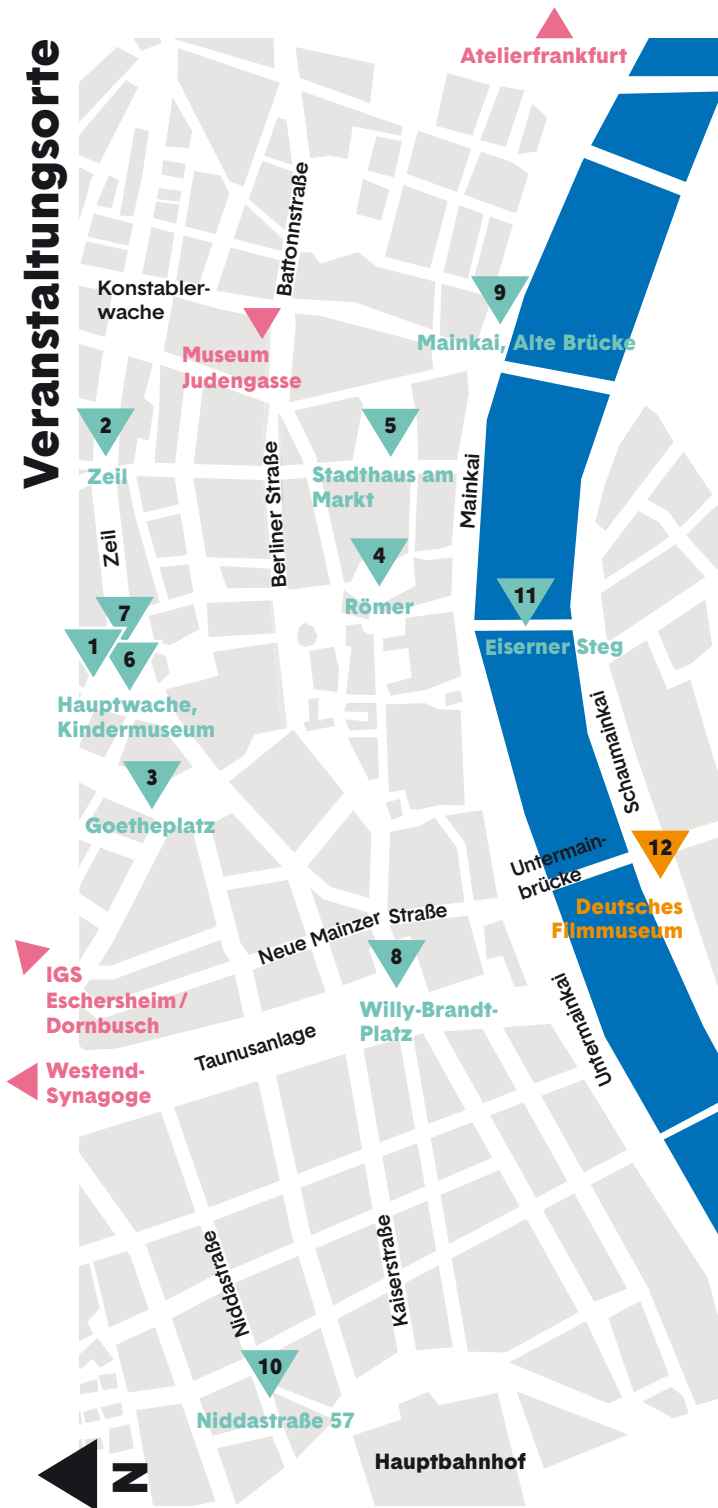 Veranstaltungsorte
Atelierfrankfurt
Battonnstraße
Konstabler-
wache
9
Mainkai, Alte Brücke
Museum
Judengasse
2
Zeil
5
Stadthaus am
Markt
Mainkai
Berliner Straße
Zeil
4
Römer
11
Eiserner Steg
7
1
6
Hauptwache,
Kindermuseum
Schaumainkai
3
Goetheplatz
Untermain-
brücke
12
Deutsches
Filmmuseum
Neue Mainzer Straße
8
Willy-Brandt-
Platz
IGS
Eschersheim/
Dornbusch
Untermainkai
Taunusanlage
Westend-
Synagoge
Niddastraße
Kaiserstraße
10
Niddastraße 57
Hauptbahnhof
N